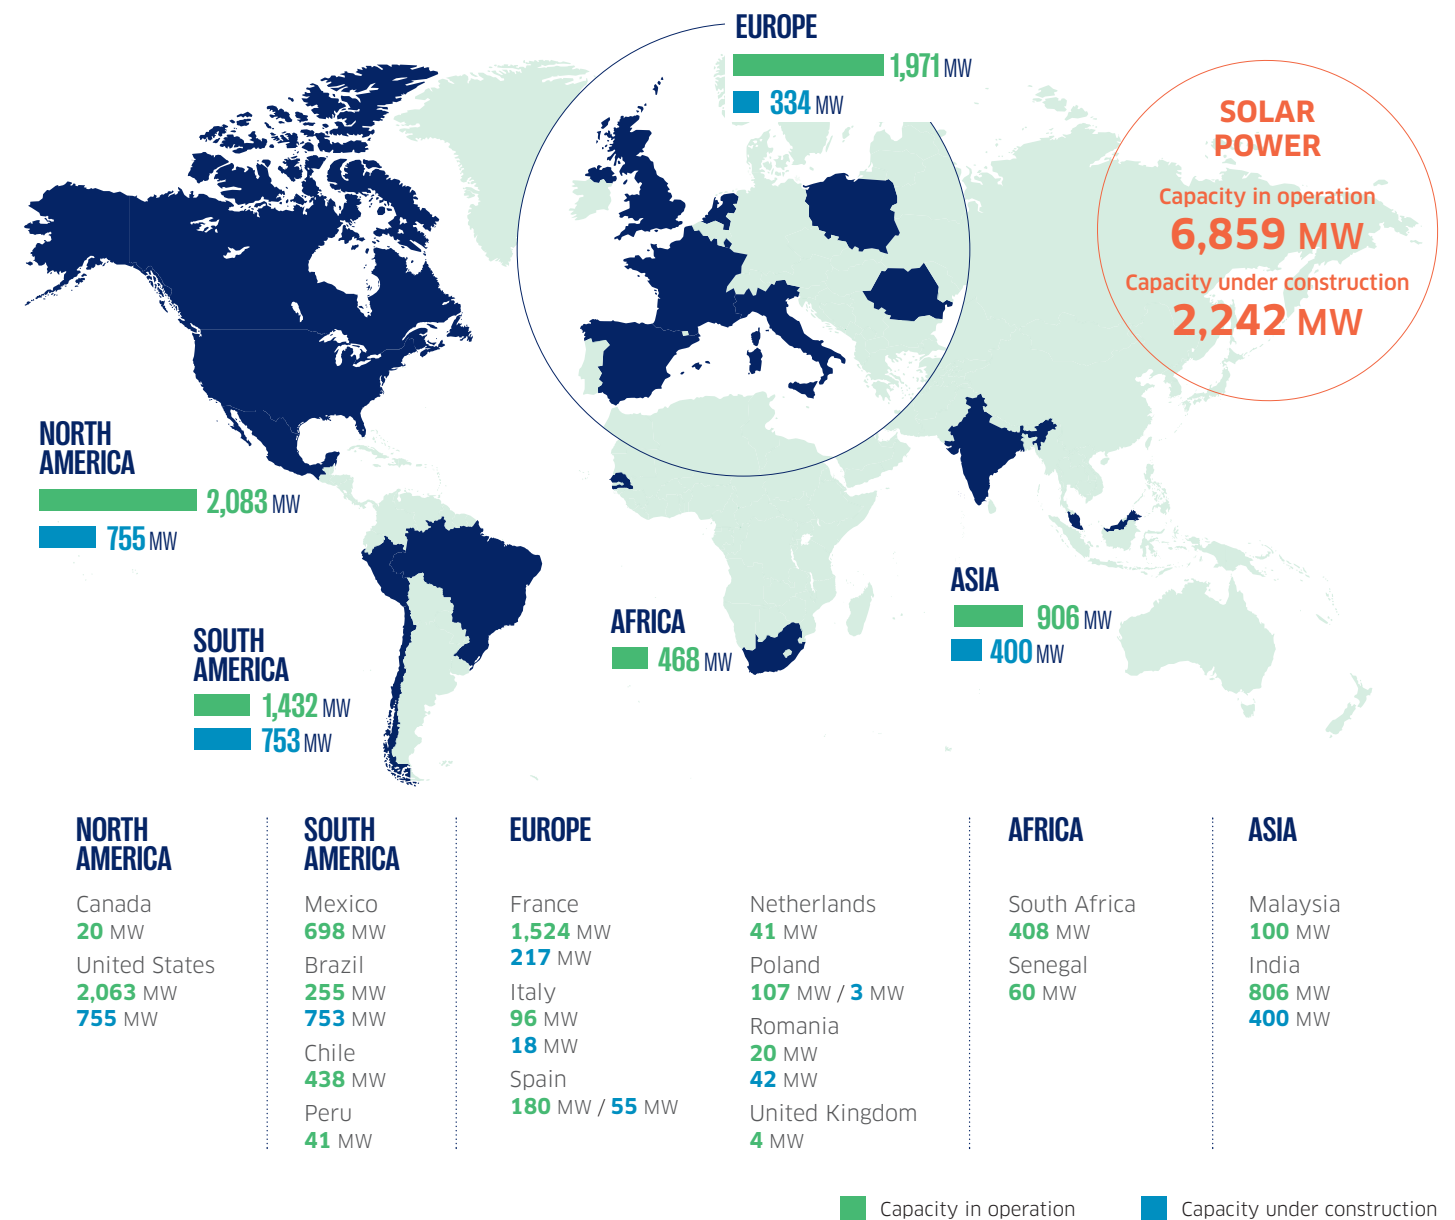 EUROPE
1,971 MW
334 MW
SOLAR
POWER
Capacity in operation
6,859 MW
Capacity under construction
2,242 MW
NORTH
AMERICA
2,083 MW
755 MW
SOUTH
AMERICA
1,432 MW
753 MW
AFRICA
468 MW
ASIA
906 MW
400 MW
NORTH
AMERICA
Canada
20 MW
United States
2,063 MW
755 MW
SOUTH
AMERICA
Mexico
698 MW
Brazil
255 MW
753 MW
Chile
438 MW
Peru
41 MW
EUROPE
France
1,524 MW
217 MW
Italy
96 MW
18 MW
Spain
180 MW / 55 MW
Netherlands
41 MW
Poland
107 MW / 3 MW
Romania
20 MW
42 MW
United Kingdom
4 MW
AFRICA
South Africa
408 MW
Senegal
60 MW
ASIA
Malaysia
100 MW
India
806 MW
400 MW
Capacity in operation
Capacity under construction